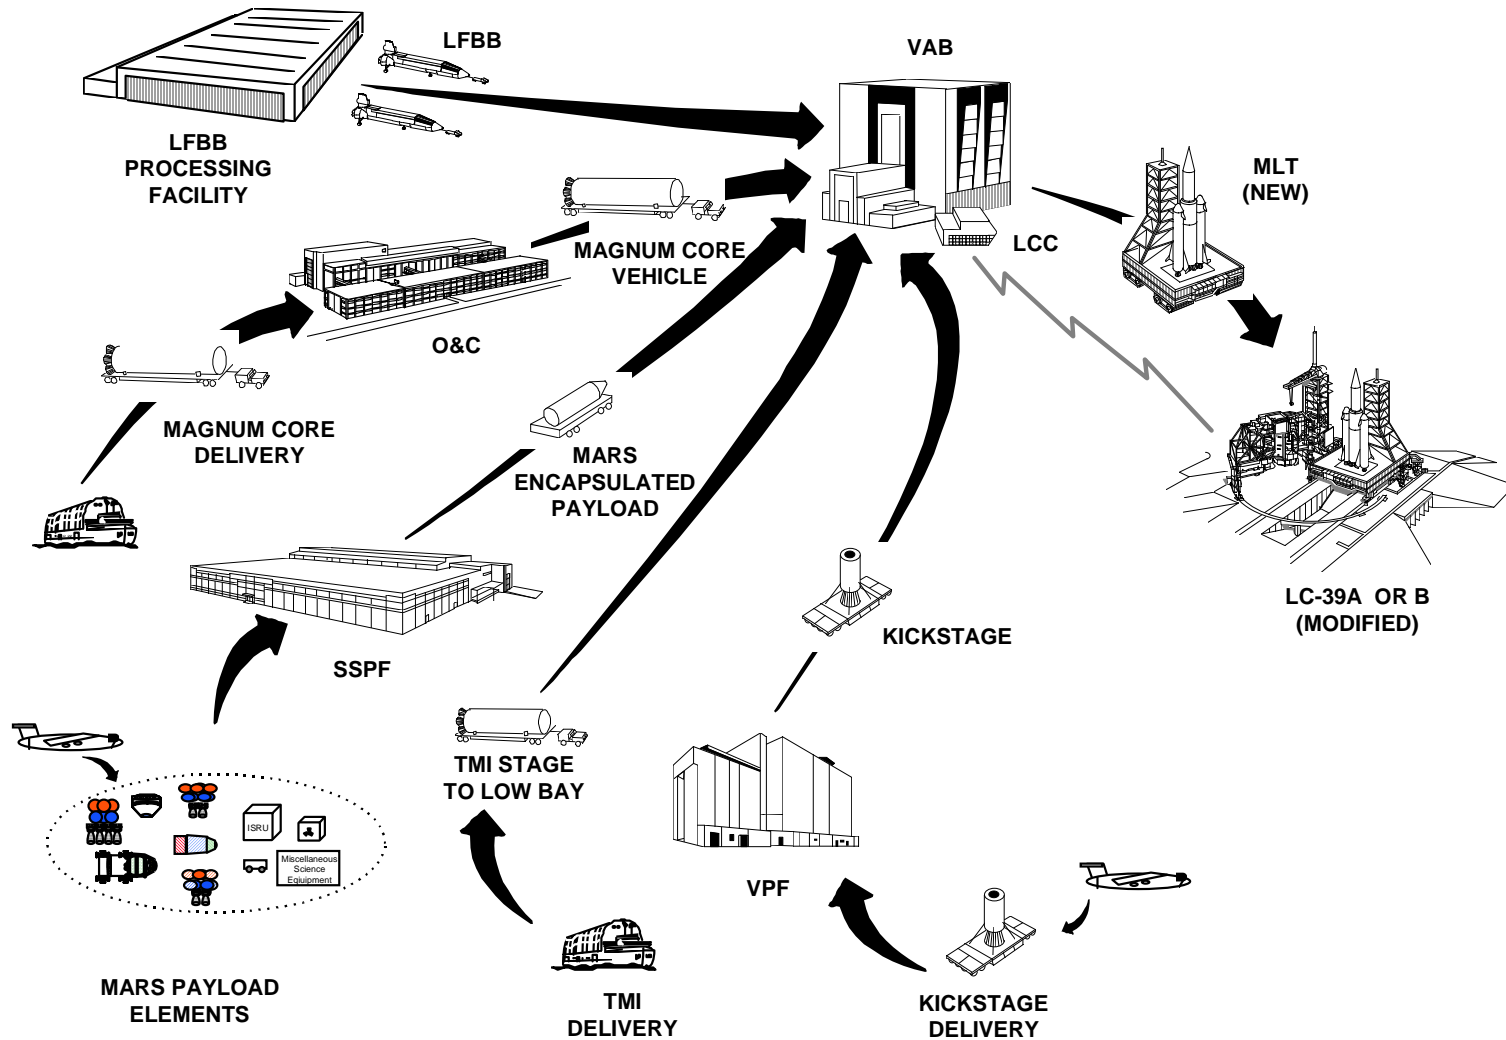 LFBB
VAB
LFBB
PROCESSING
FACILITY
MLT
(NEW)
MAGNUM CORE
VEHICLE
LCC
O&C
MAGNUM CORE
DELIVERY
MARS
ENCAPSULATED
PAYLOAD
LC-39A OR B
(MODIFIED)
KICKSTAGE
SSPF
TMI STAGE
TO LOW BAY
ISRU
Miscellaneous
Science
Eqiuipment
VPF
MARS PAYLOAD
ELEMENTS
TMI
DELIVERY
KICKSTAGE
DELIVERY